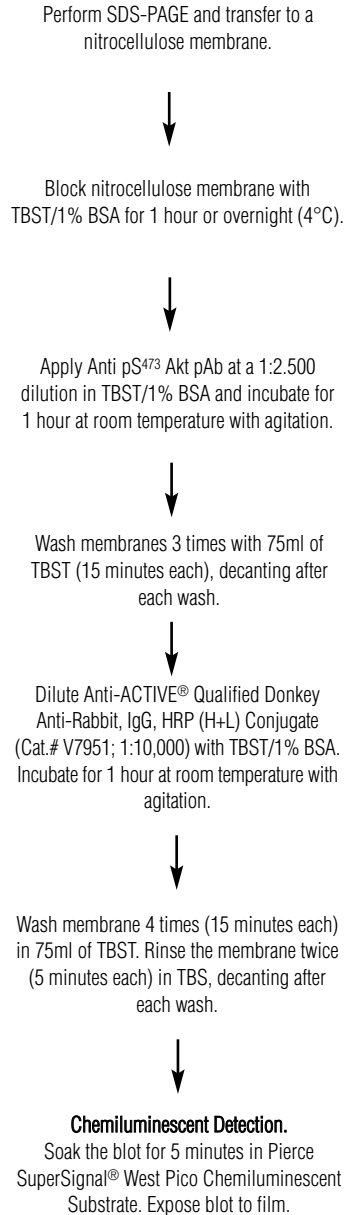 Perform SDS-PAGE and transfer to a
nitrocellulose membrane.
Block nitrocellulose membrane with
TBST/1% BSA for 1 hour or overnight (4°C).
Apply Anti pS⁴⁷³ Akt pAb at a 1:2.500
dilution in TBST/1% BSA and incubate for
1 hour at room temperature with agitation.
Wash membranes 3 times with 75ml of
TBST (15 minutes each), decanting after
each wash.
Dilute Anti-ACTIVE® Qualified Donkey
Anti-Rabbit, IgG, HRP (H+L) Conjugate
(Cat.# V7951; 1:10,000) with TBST/1% BSA.
Incubate for 1 hour at room temperature with
agitation.
Wash membrane 4 times (15 minutes each)
in 75ml of TBST. Rinse the membrane twice
(5 minutes each) in TBS, decanting after
each wash.
Chemiluminescent Detection.
Soak the blot for 5 minutes in Pierce
SuperSignal® West Pico Chemiluminescent
Substrate. Expose blot to film.